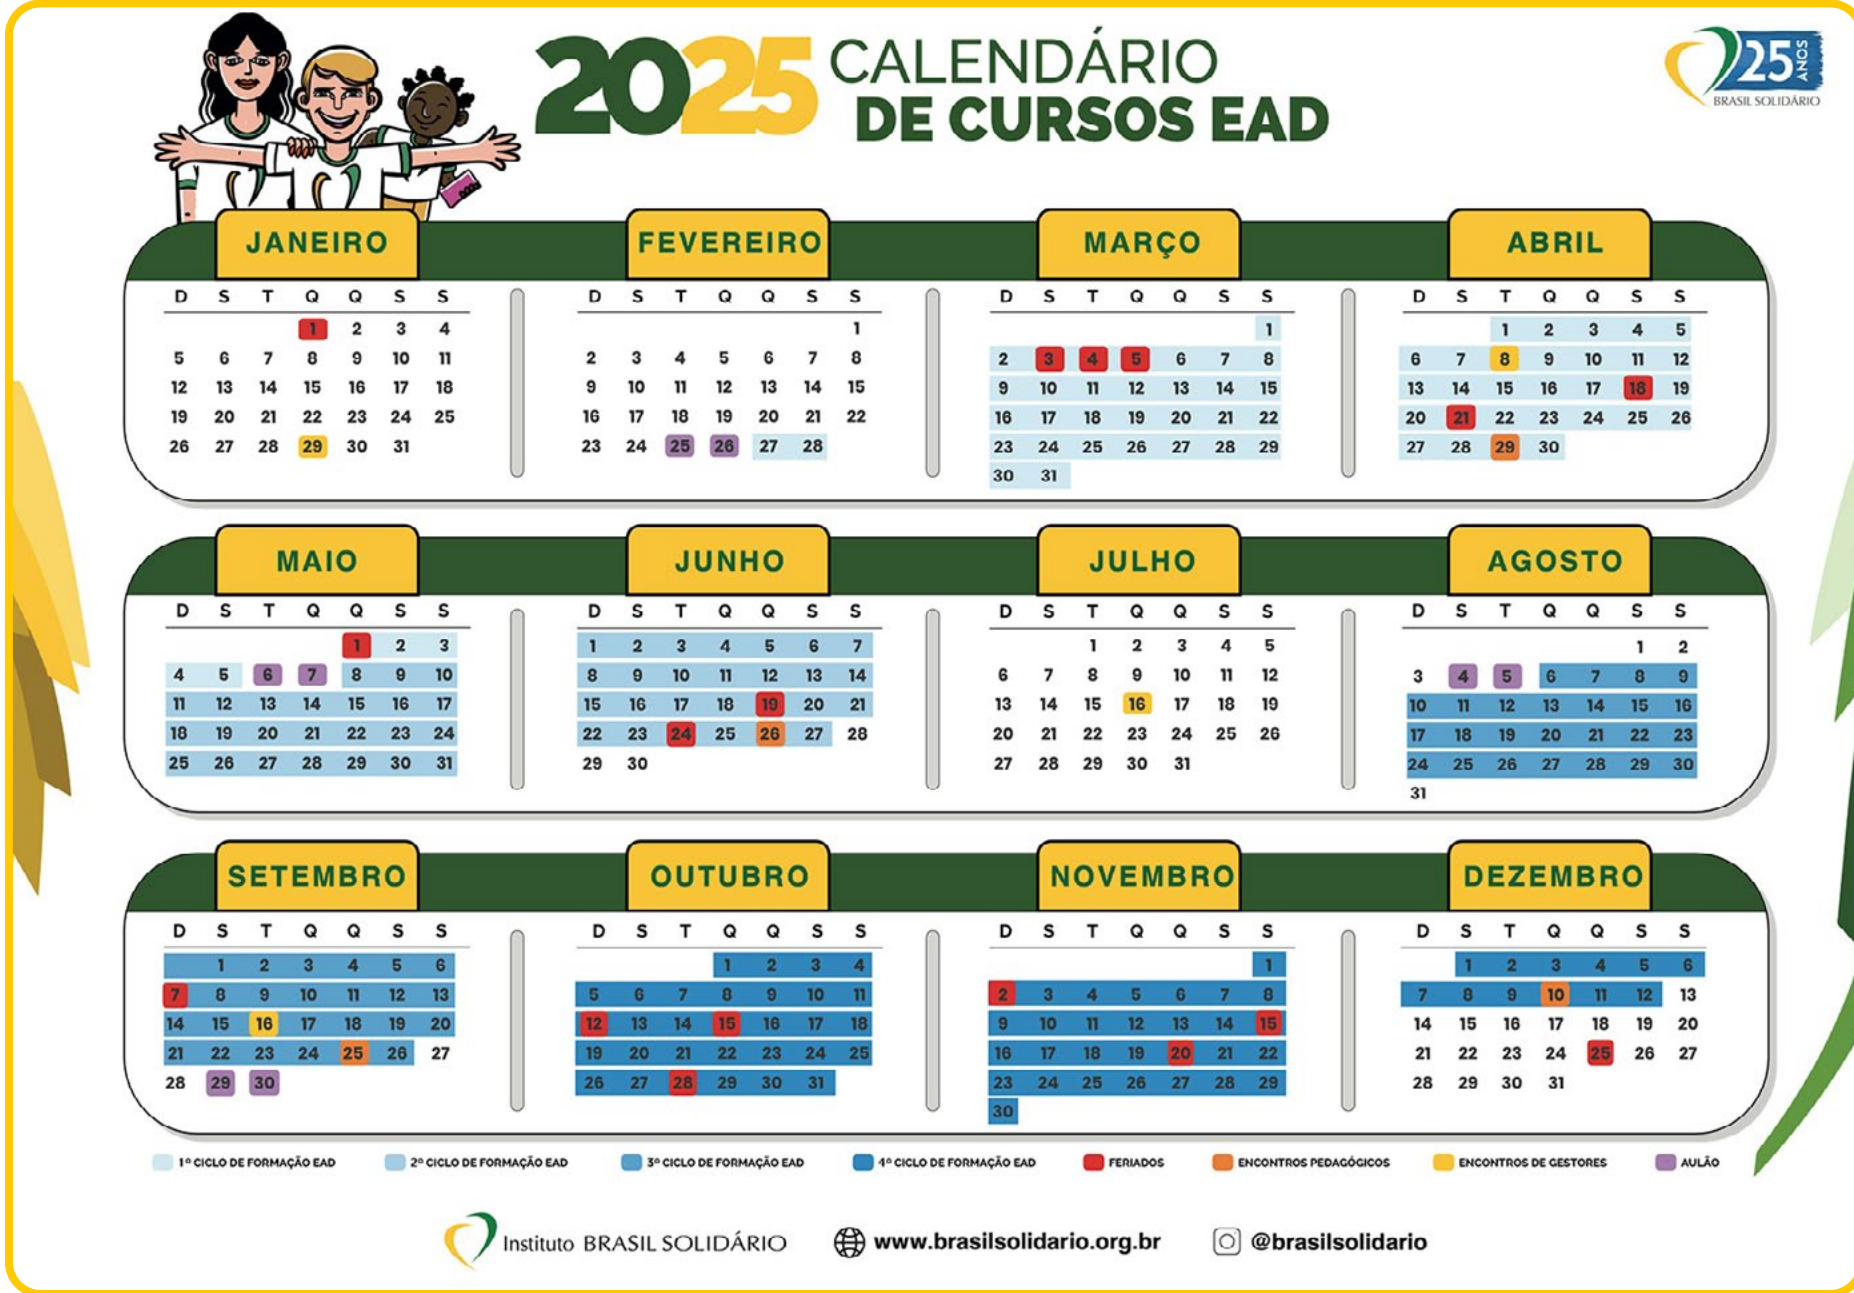 2025 CALENDÁRIO
DE CURSOS EAD
25 ANOS
BRASIL SOLIDÁRIO
JANEIRO
D S T Q Q S S
1 2 3 4
5 6 7 8 9 10 11
12 13 14 15 16 17 18
19 20 21 22 23 24 25
26 27 28 29 30 31
FEVEREIRO
D S T Q Q S S
1
2 3 4 5 6 7 8
9 10 11 12 13 14 15
16 17 18 19 20 21 22
23 24 25 26 27 28
MARÇO
D S T Q Q S S
1
2 3 4 5 6 7 8
9 10 11 12 13 14 15
16 17 18 19 20 21 22
23 24 25 26 27 28 29
30 31
ABRIL
D S T Q Q S S
1 2 3 4 5
6 7 8 9 10 11 12
13 14 15 16 17 18 19
20 21 22 23 24 25 26
27 28 29 30
MAIO
D S T Q Q S S
1 2 3
4 5 6 7 8 9 10
11 12 13 14 15 16 17
18 19 20 21 22 23 24
25 26 27 28 29 30 31
JUNHO
D S T Q Q S S
1 2 3 4 5 6 7
8 9 10 11 12 13 14
15 16 17 18 19 20 21
22 23 24 25 26 27 28
29 30
JULHO
D S T Q Q S S
1 2 3 4 5
6 7 8 9 10 11 12
13 14 15 16 17 18 19
20 21 22 23 24 25 26
27 28 29 30 31
AGOSTO
D S T Q Q S S
1 2
3 4 5 6 7 8 9
10 11 12 13 14 15 16
17 18 19 20 21 22 23
24 25 26 27 28 29 30
31
SETEMBRO
D S T Q Q S S
1 2 3 4 5 6
7 8 9 10 11 12 13
14 15 16 17 18 19 20
21 22 23 24 25 26 27
28 29 30
OUTUBRO
D S T Q Q S S
1 2 3 4
5 6 7 8 9 10 11
12 13 14 15 16 17 18
19 20 21 22 23 24 25
26 27 28 29 30 31
NOVEMBRO
D S T Q Q S S
1
2 3 4 5 6 7 8
9 10 11 12 13 14 15
16 17 18 19 20 21 22
23 24 25 26 27 28 29
30
DEZEMBRO
D S T Q Q S S
1 2 3 4 5 6
7 8 9 10 11 12 13
14 15 16 17 18 19 20
21 22 23 24 25 26 27
28 29 30 31
1º CICLO DE FORMAÇÃO EAD
2º CICLO DE FORMAÇÃO EAD
3º CICLO DE FORMAÇÃO EAD
4º CICLO DE FORMAÇÃO EAD
FERIADOS
ENCONTROS PEDAGÓGICOS
ENCONTROS DE GESTORES
AULÃO
Instituto BRASIL SOLIDÁRIO
www.brasilsolidario.org.br
@brasilsolidario